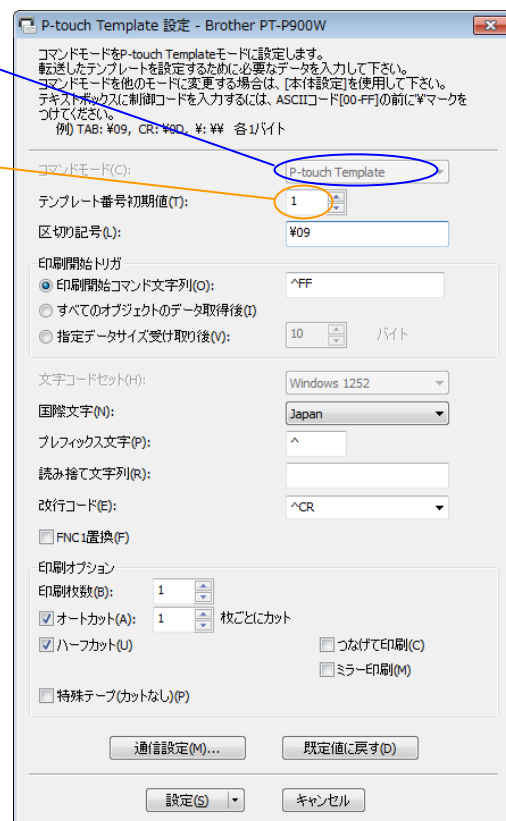 P-touch Template 設定 - Brother PT-P900W
コマンドモードをP-touch Templateモードに設定します。
転送したテンプレートを設定するために必要なデータを入力して下さい。
コマンドモードを他のモードに変更する場合は、[本体設定]を使用して下さい。
テキストボックスに制御コードを入力するには、ASCIIコード[00-FF]の前に¥マークを
つけてください。
例) TAB: ¥09, CR: ¥0D, ¥: ¥¥ 各1バイト
コマンドモード(C): P-touch Template
テンプレート番号初期値(T): 1
区切り記号(L): ¥09
印刷開始トリガ
印刷開始コマンド文字列(O): ^FF
すべてのオブジェクトのデータ取得後(I)
指定データサイズ受け取り後(V): 10 バイト
文字コードセット(H): Windows 1252
国際文字(N): Japan
プレフィックス文字(P): ^
読み捨て文字列(R):
改行コード(E): ^CR
FNC1置換(F)
印刷オプション
印刷枚数(B): 1
オートカット(A): 1 枚ごとにカット
ハーフカット(U) つなげて印刷(C)
ミラー印刷(M)
特殊テープ(カットなし)(P)
通信設定(M)... 既定値に戻す(D)
設定(S) キャンセル